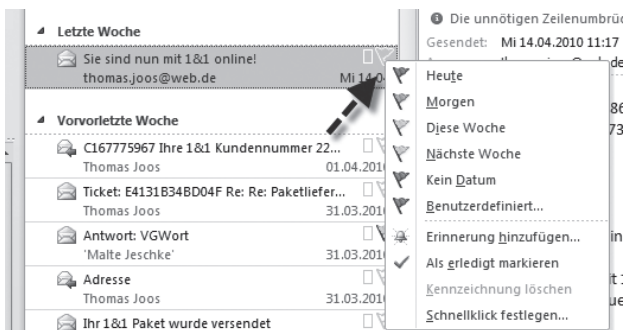 Letzte Woche
Sie sind nun mit 1&1 online!
thomas.joos@web.de Mi 14.0
Vorvorletzte Woche
C167775967 Ihre 1&1 Kundennummer 22...
Thomas Joos 01.04.201
Ticket: E4131B34BD04F Re: Re: Paketliefer...
Thomas Joos 31.03.201
Antwort: VGWort
'Malte Jeschke' 31.03.201
Adresse
Thomas Joos 31.03.201
Ihr 1&1 Paket wurde versendet
Die unnötigen Zeilenumbrüc
Gesendet: Mi 14.04.2010 11:17
Heute
Morgen
Diese Woche
Nächste Woche
Kein Datum
Benutzerdefiniert...
Erinnerung hinzufügen...
Als erledigt markieren
Kennzeichnung löschen
Schnellklick festlegen...